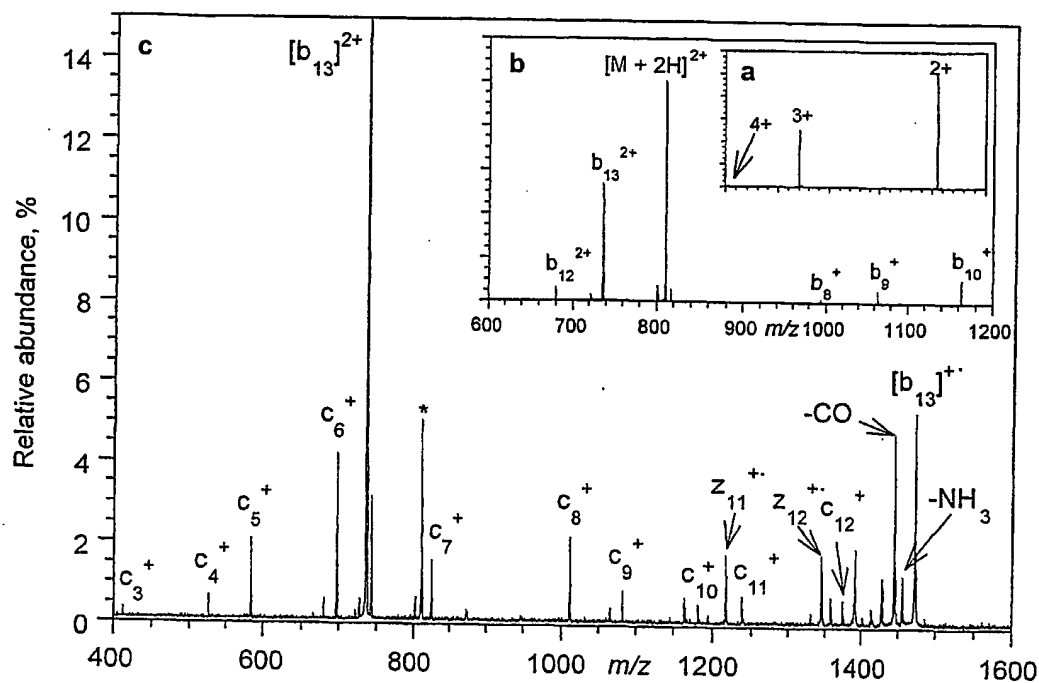 c
[b13]2+
b
[M + 2H]2+
a
4+
3+
2+
b12 2+
b13 2+
b8+
b9+
b10+
600 700 800 900 m/z 1000 1100 1200
Relative abundance, %
14
12
10
8
6
4
2
0
c3+
c4+
c5+
c6+
*
c7+
c8+
c9+
c10+
z11+·
c11+
z12+·
c12+
-CO
[b13]+·
-NH3
400 600 800 1000 m/z 1200 1400 1600